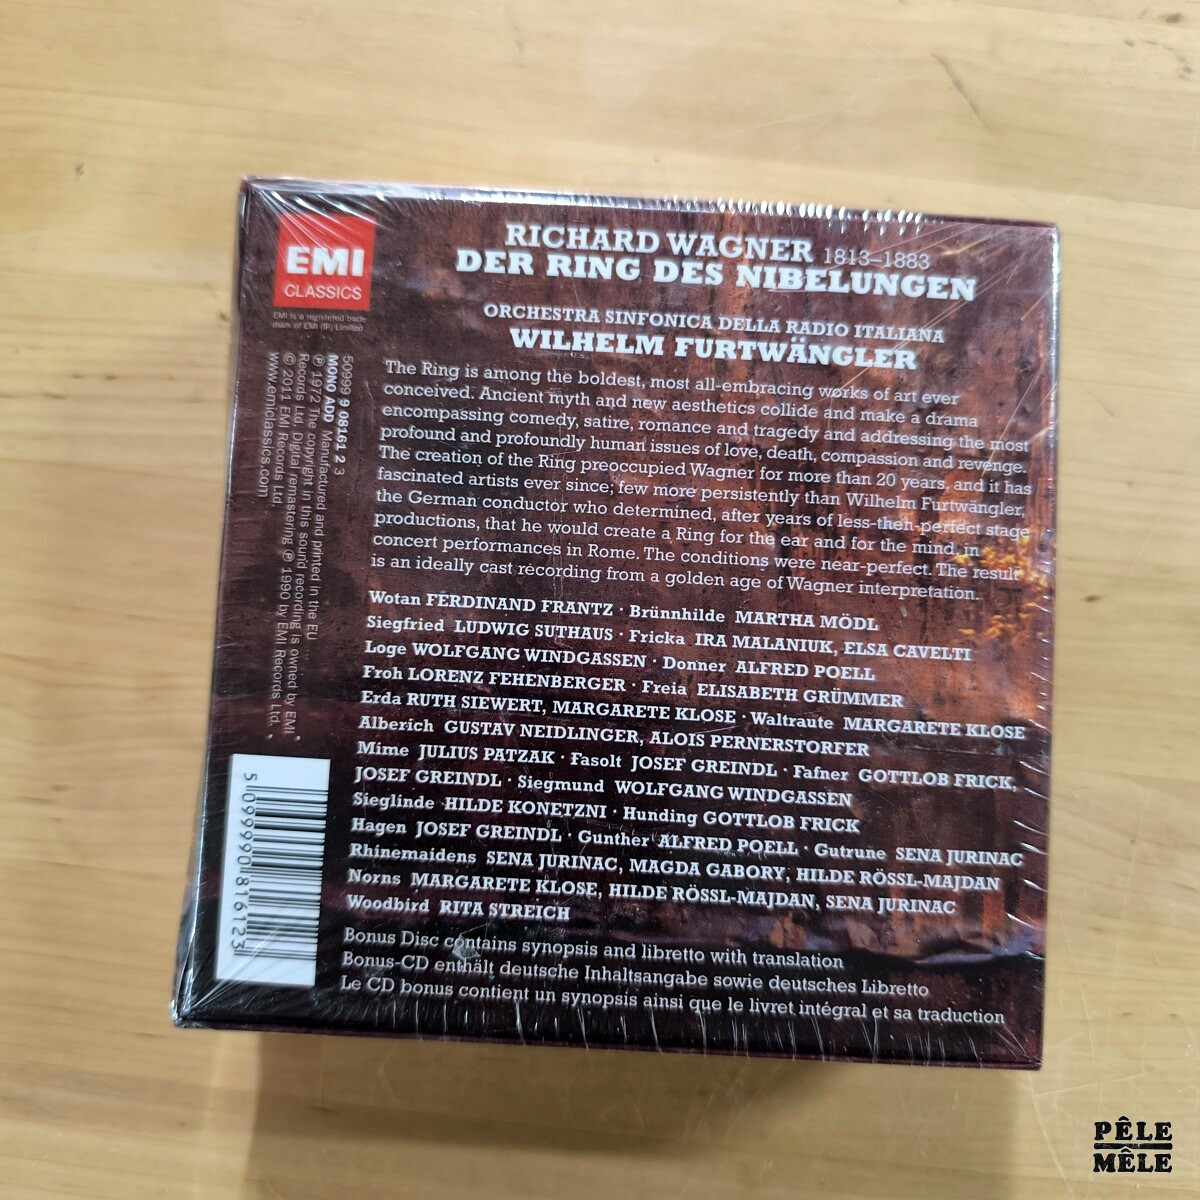 EMI
CLASSICS
EMI is a registered trade
mark of EMI (IP) Limited
RICHARD WAGNER 1813–1883
DER RING DES NIBELUNGEN
ORCHESTRA SINFONICA DELLA RADIO ITALIANA
WILHELM FURTWÄNGLER
The Ring is among the boldest, most all-embracing works of art ever
conceived. Ancient myth and new aesthetics collide and make a drama
encompassing comedy, satire, romance and tragedy and addressing the most
profound and profoundly human issues of love, death, compassion and revenge.
The creation of the Ring preoccupied Wagner for more than 20 years, and it has
fascinated artists ever since; few more persistently than Wilhelm Furtwängler,
the German conductor who determined, after years of less-then-perfect stage
productions, that he would create a Ring for the ear and for the mind, in
concert performances in Rome. The conditions were near-perfect. The result
is an ideally cast recording from a golden age of Wagner interpretation.
Wotan FERDINAND FRANTZ · Brünnhilde MARTHA MÖDL
Siegfried LUDWIG SUTHAUS · Fricka IRA MALANIUK, ELSA CAVELTI
Loge WOLFGANG WINDGASSEN · Donner ALFRED POELL
Froh LORENZ FEHENBERGER · Freia ELISABETH GRÜMMER
Erda RUTH SIEWERT, MARGARETE KLOSE · Waltraute MARGARETE KLOSE
Alberich GUSTAV NEIDLINGER, ALOIS PERNERSTORFER
Mime JULIUS PATZAK · Fasolt JOSEF GREINDL · Fafner GOTTLOB FRICK,
JOSEF GREINDL · Siegmund WOLFGANG WINDGASSEN
Sieglinde HILDE KONETZNI · Hunding GOTTLOB FRICK
Hagen JOSEF GREINDL · Gunther ALFRED POELL · Gutrune SENA JURINAC
Rhinemaidens SENA JURINAC, MAGDA GABORY, HILDE RÖSSL-MAJDAN
Norns MARGARETE KLOSE, HILDE RÖSSL-MAJDAN, SENA JURINAC
Woodbird RITA STREICH
Bonus Disc contains synopsis and libretto with translation
Bonus-CD enthält deutsche Inhaltsangabe sowie deutsches Libretto
Le CD bonus contient un synopsis ainsi que le livret intégral et sa traduction
50999 9 08161 2 3
MONO ADD Manufactured and printed in the EU
℗ 1972 The copyright in this sound recording is owned by EMI
Records Ltd. Digital remastering ℗ 1990 by EMI Records Ltd.
© 2011 EMI Records Ltd.
www.emiclassics.com
5 099990 816123
PÊLE
MÊLE